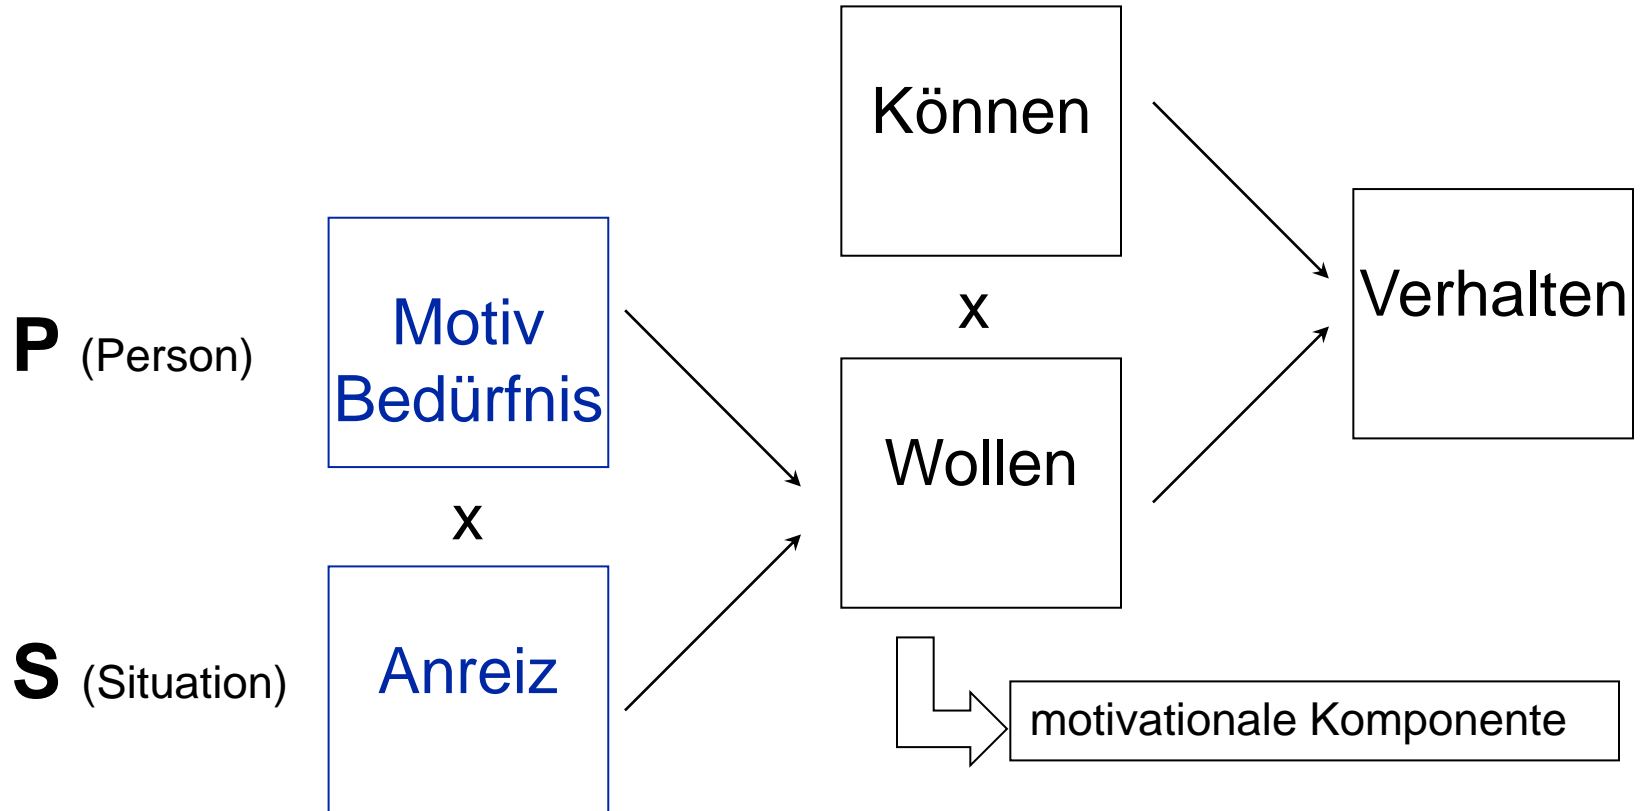 Können
x
Wollen
Verhalten
P (Person)
Motiv
Bedürfnis
x
S (Situation)
Anreiz
motivationale Komponente